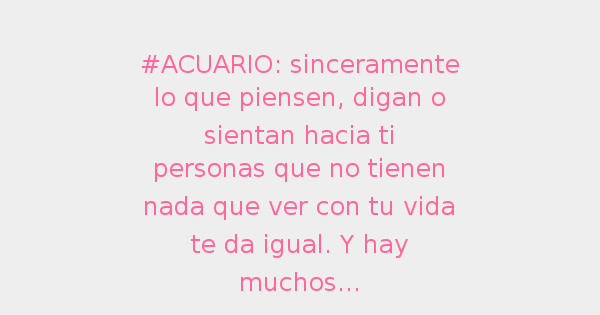 #ACUARIO: sinceramente
lo que piensen, digan o
sientan hacia ti
personas que no tienen
nada que ver con tu vida
te da igual. Y hay
muchos...